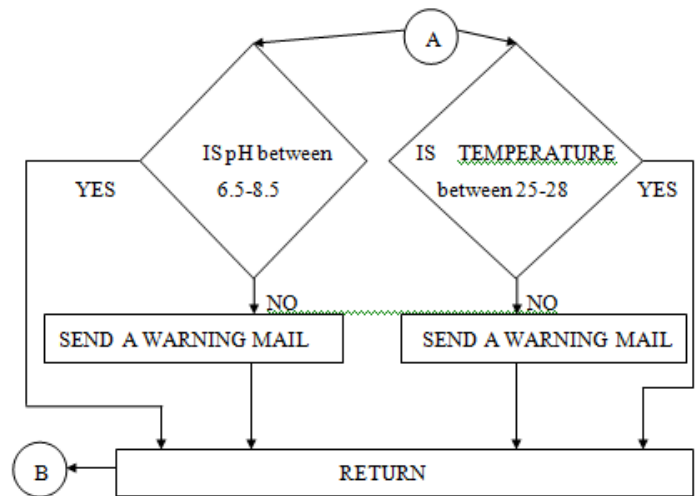 A
IS pH between
6.5-8.5
YES
IS TEMPERATURE
between 25-28
YES
NO
NO
SEND A WARNING MAIL
SEND A WARNING MAIL
B
RETURN